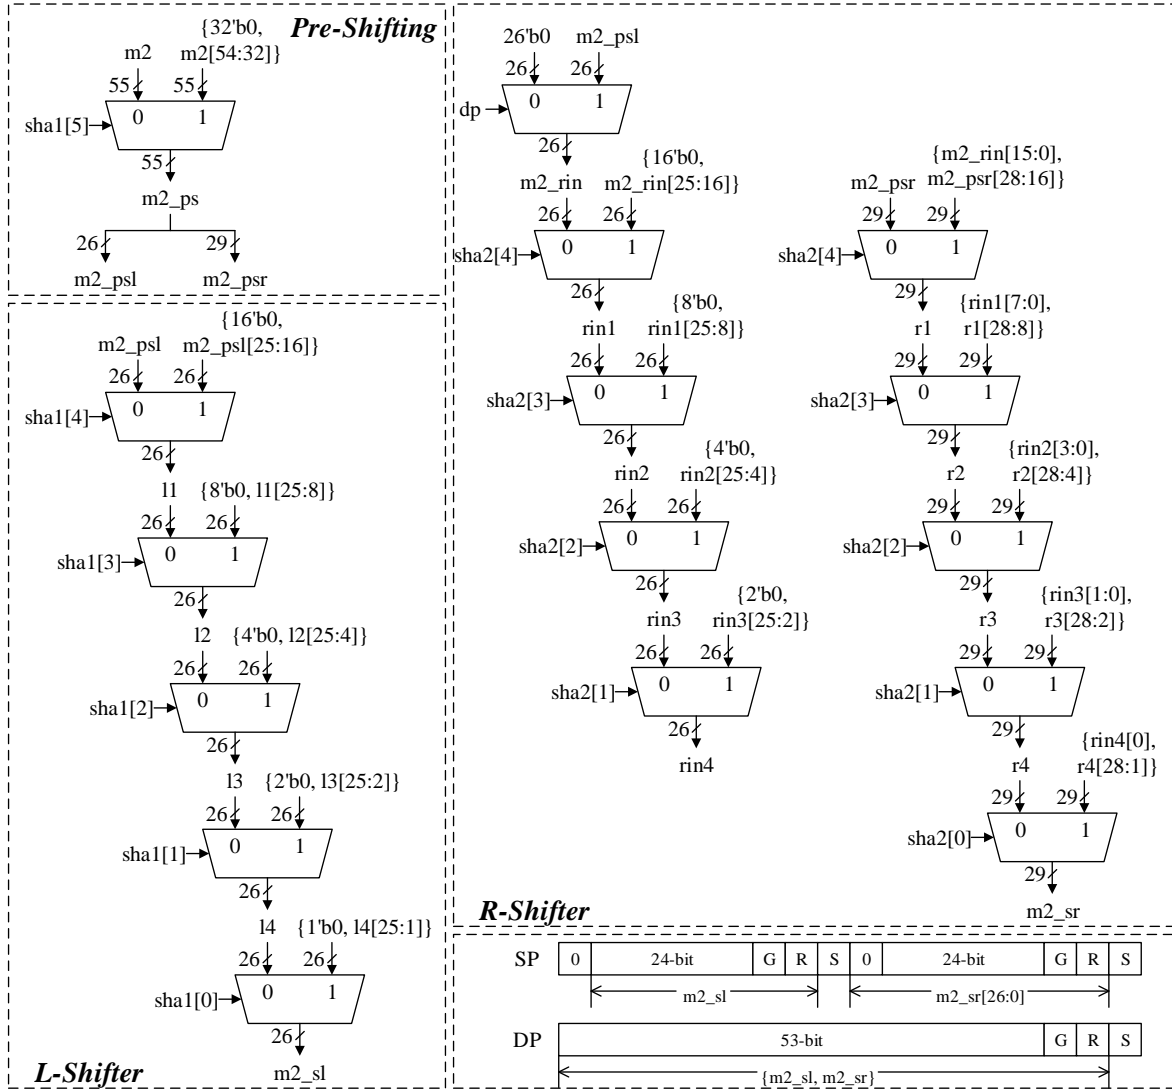 Pre-Shifting
{32'b0,
m2 m2[54:32]}
55 55
0 1
sha1[5]
55
m2_ps
26 29
m2_psl m2_psr
{16'b0,
m2_psl m2_psl[25:16]}
26 26
0 1
sha1[4]
26
l1 {8'b0, l1[25:8]}
26 26
0 1
sha1[3]
26
l2 {4'b0, l2[25:4]}
26 26
0 1
sha1[2]
26
l3 {2'b0, l3[25:2]}
26 26
0 1
sha1[1]
26
l4 {1'b0, l4[25:1]}
26 26
0 1
sha1[0]
26
m2_sl
L-Shifter
26'b0 m2_psl
26 26
0 1
dp
26
{16'b0,
m2_rin m2_rin[25:16]}
26 26
0 1
sha2[4]
26
{8'b0,
rin1 rin1[25:8]}
26 26
0 1
sha2[3]
26
{4'b0,
rin2 rin2[25:4]}
26 26
0 1
sha2[2]
26
{2'b0,
rin3 rin3[25:2]}
26 26
0 1
sha2[1]
26
rin4
{m2_rin[15:0],
m2_psr m2_psr[28:16]}
29 29
0 1
sha2[4]
29
{rin1[7:0],
r1 r1[28:8]}
29 29
0 1
sha2[3]
29
{rin2[3:0],
r2 r2[28:4]}
29 29
0 1
sha2[2]
29
{rin3[1:0],
r3 r3[28:2]}
29 29
0 1
sha2[1]
29
{rin4[0],
r4 r4[28:1]}
29 29
0 1
sha2[0]
29
m2_sr
R-Shifter
SP 0 24-bit G R S 0 24-bit G R S
m2_sl m2_sr[26:0]
DP 53-bit G R S
{m2_sl, m2_sr}